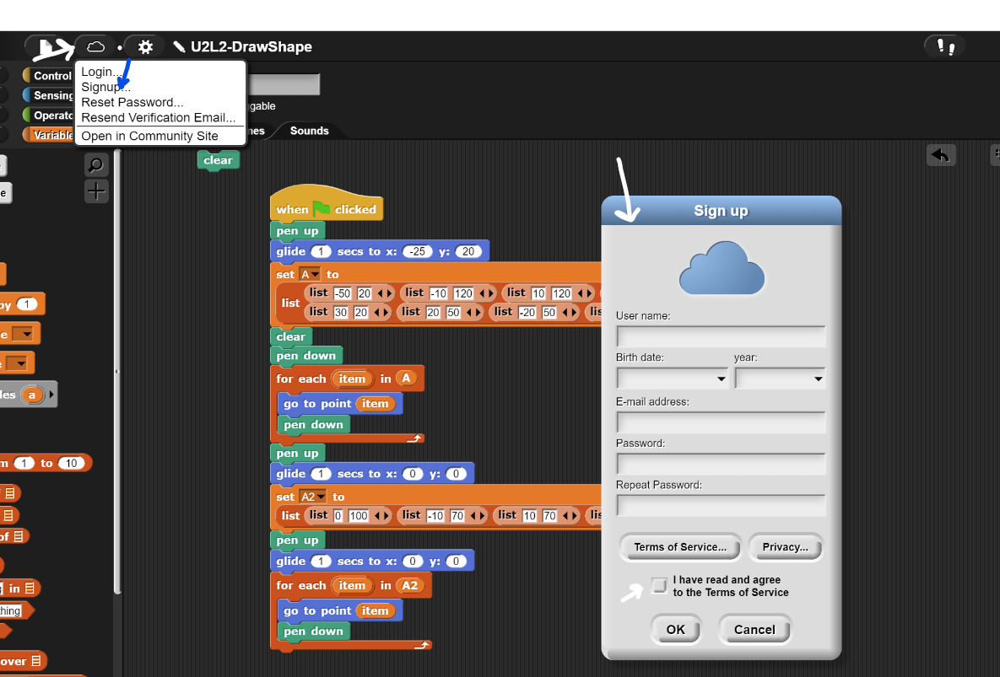 U2L2-DrawShape
Login...
Signup...
Reset Password...
Resend Verification Email...
Open in Community Site
Control
Sensing
Sounds
clear
when clicked
pen up
glide 1 secs to x: -25 y: 20
set A to
list list -50 20 list -10 120 list 10 120
list 30 20 list 20 50 list -20 50
clear
pen down
for each item in A
go to point item
pen down
pen up
glide 1 secs to x: 0 y: 0
set A2 to
list list 0 100 list -10 70 list 10 70
pen up
glide 1 secs to x: 0 y: 0
for each item in A2
go to point item
pen down
by 1
a
1 to 10
of
in
thing
over
Sign up
User name:
Birth date: year:
E-mail address:
Password:
Repeat Password:
Terms of Service... Privacy...
I have read and agree
to the Terms of Service
OK Cancel